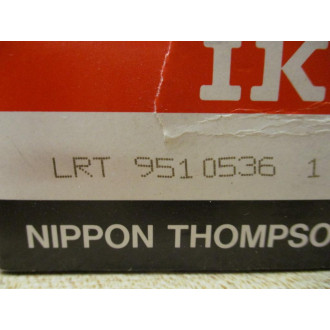 IK
LRT 9510536 1
NIPPON THOMPSO